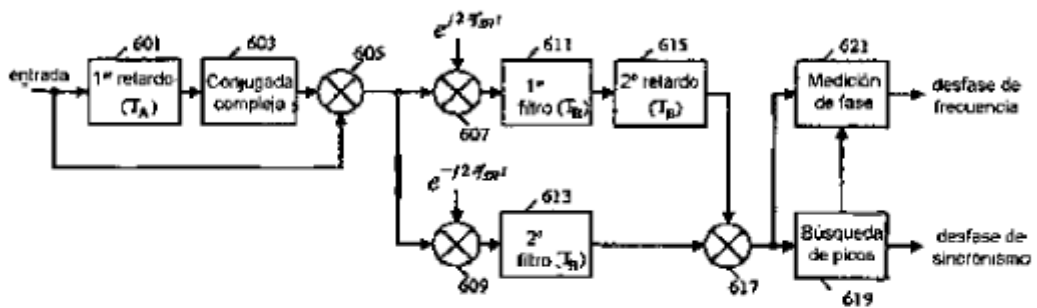 601
603
605
611
615
621
entrada
1er retardo
(T_A)
Conjugada
compleja
607
1er
filtro (T_B)
2º retardo
(T_B)
Medición
de fase
desfase de
frecuencia
609
613
2º
filtro (T_B)
617
Búsqueda
de picos
619
desfase de
sincronismo